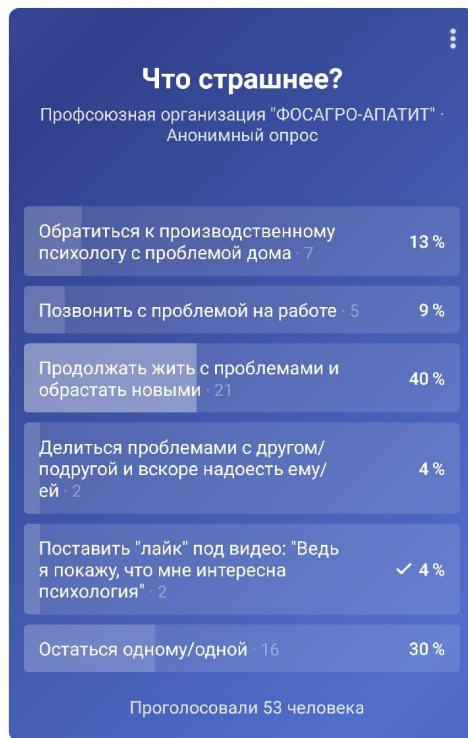 Что страшнее?
Профсоюзная организация "ФОСАГРО-АПАТИТ" ·
Анонимный опрос
Обратиться к производственному
психологу с проблемой дома · 7
13 %
Позвонить с проблемой на работе · 5
9 %
Продолжать жить с проблемами и
обрастать новыми · 21
40 %
Делиться проблемами с другом/
подругой и вскоре надоесть ему/
ей · 2
4 %
Поставить "лайк" под видео: "Ведь
я покажу, что мне интересна
психология" · 2
4 %
Остаться одному/одной · 16
30 %
Проголосовали 53 человека